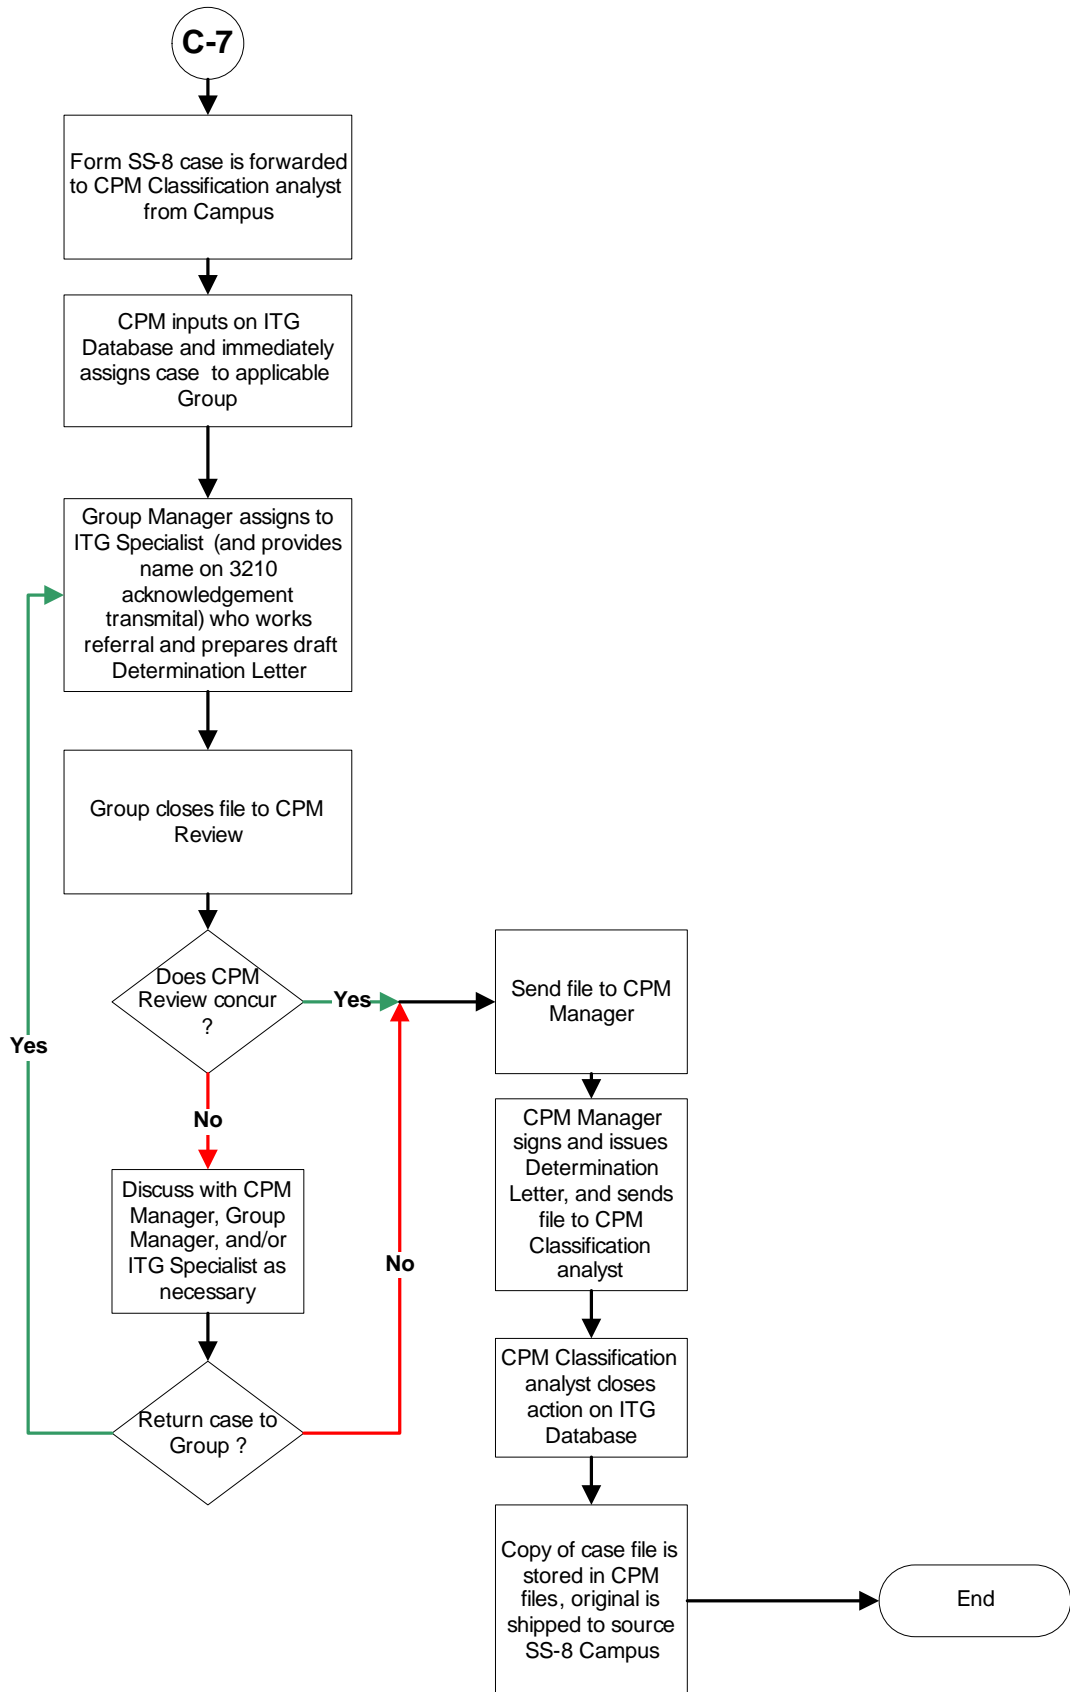 C-7
Form SS-8 case is forwarded
to CPM Classification analyst
from Campus
CPM inputs on ITG
Database and immediately
assigns case to applicable
Group
Group Manager assigns to
ITG Specialist (and provides
name on 3210
acknowledgement
transmital) who works
referral and prepares draft
Determination Letter
Group closes file to CPM
Review
Does CPM
Review concur
?
Yes
No
Discuss with CPM
Manager, Group
Manager, and/or
ITG Specialist as
necessary
Return case to
Group ?
Yes
No
Send file to CPM
Manager
CPM Manager
signs and issues
Determination
Letter, and sends
file to CPM
Classification
analyst
CPM Classification
analyst closes
action on ITG
Database
Copy of case file is
stored in CPM
files, original is
shipped to source
SS-8 Campus
End